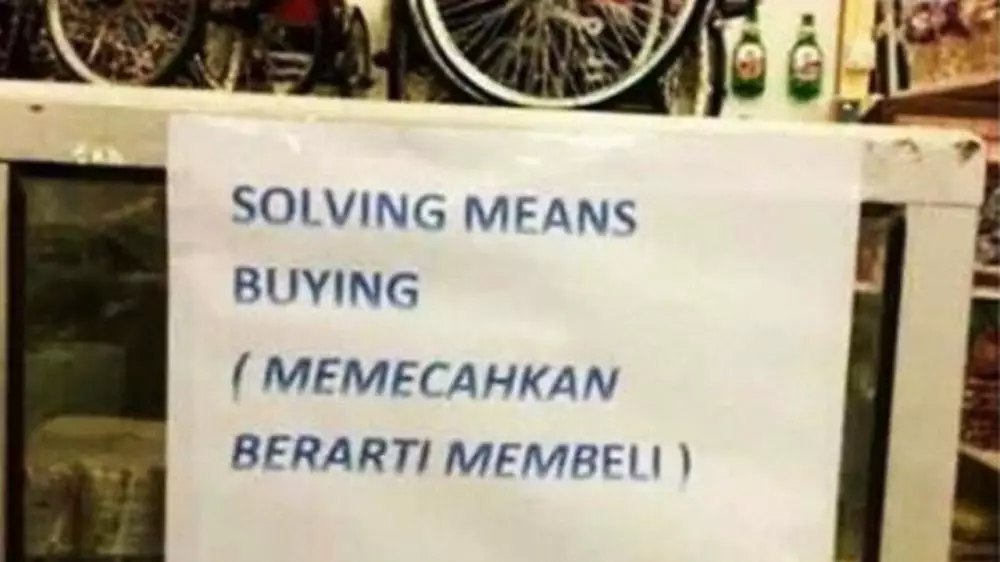 SOLVING MEANS
BUYING
( MEMECAHKAN
BERARTI MEMBELI )